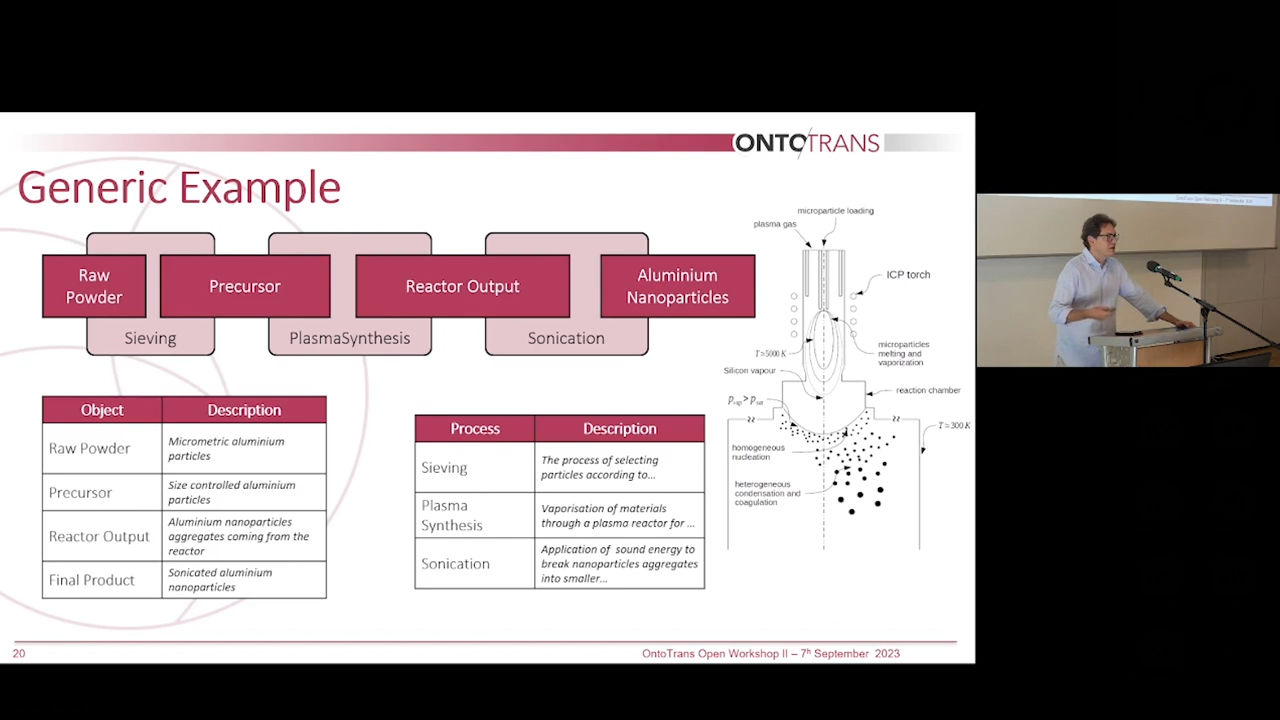 ONTOTRANS
Generic Example
Raw
Powder
Precursor
Reactor Output
Aluminium
Nanoparticles
Sieving
PlasmaSynthesis
Sonication
microparticle loading
plasma gas
ICP torch
T≈5000 K
microparticles
melting and
vaporization
Silicon vapour
reaction chamber
Pvap > Psat
T≈300 K
homogeneous
nucleation
heterogeneous
condensation and
coagulation
Object
Description
Raw Powder
Micrometric aluminium
particles
Precursor
Size controlled aluminium
particles
Reactor Output
Aluminium nanoparticles
aggregates coming from the
reactor
Final Product
Sonicated aluminium
nanoparticles
Process
Description
Sieving
The process of selecting
particles according to...
Plasma
Synthesis
Vaporisation of materials
through a plasma reactor for ...
Sonication
Application of sound energy to
break nanoparticles aggregates
into smaller...
20
OntoTrans Open Workshop II – 7th September 2023